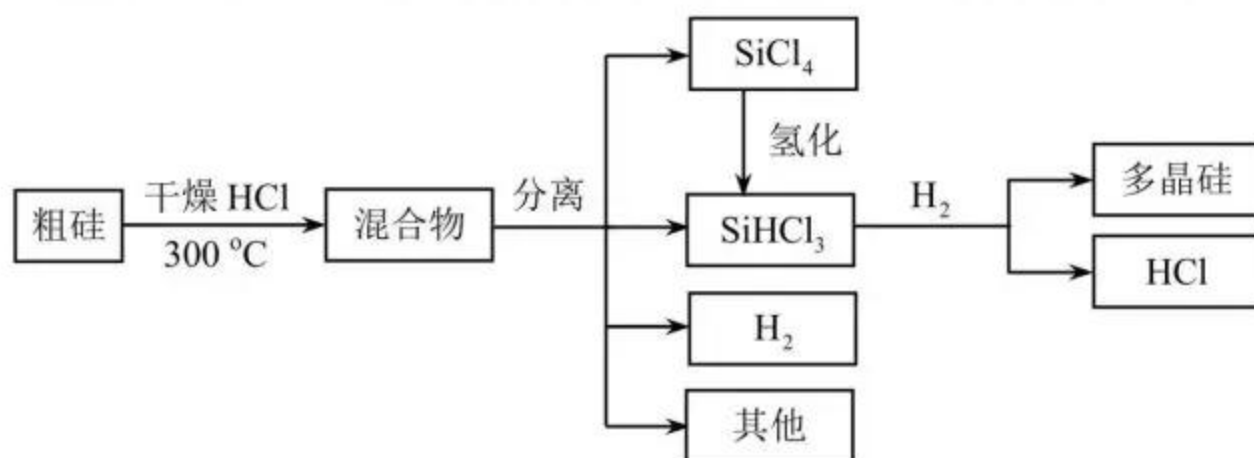 粗硅
干燥 HCl
300 °C
混合物
分离
SiCl₄
氢化
SiHCl₃
H₂
其他
H₂
多晶硅
HCl